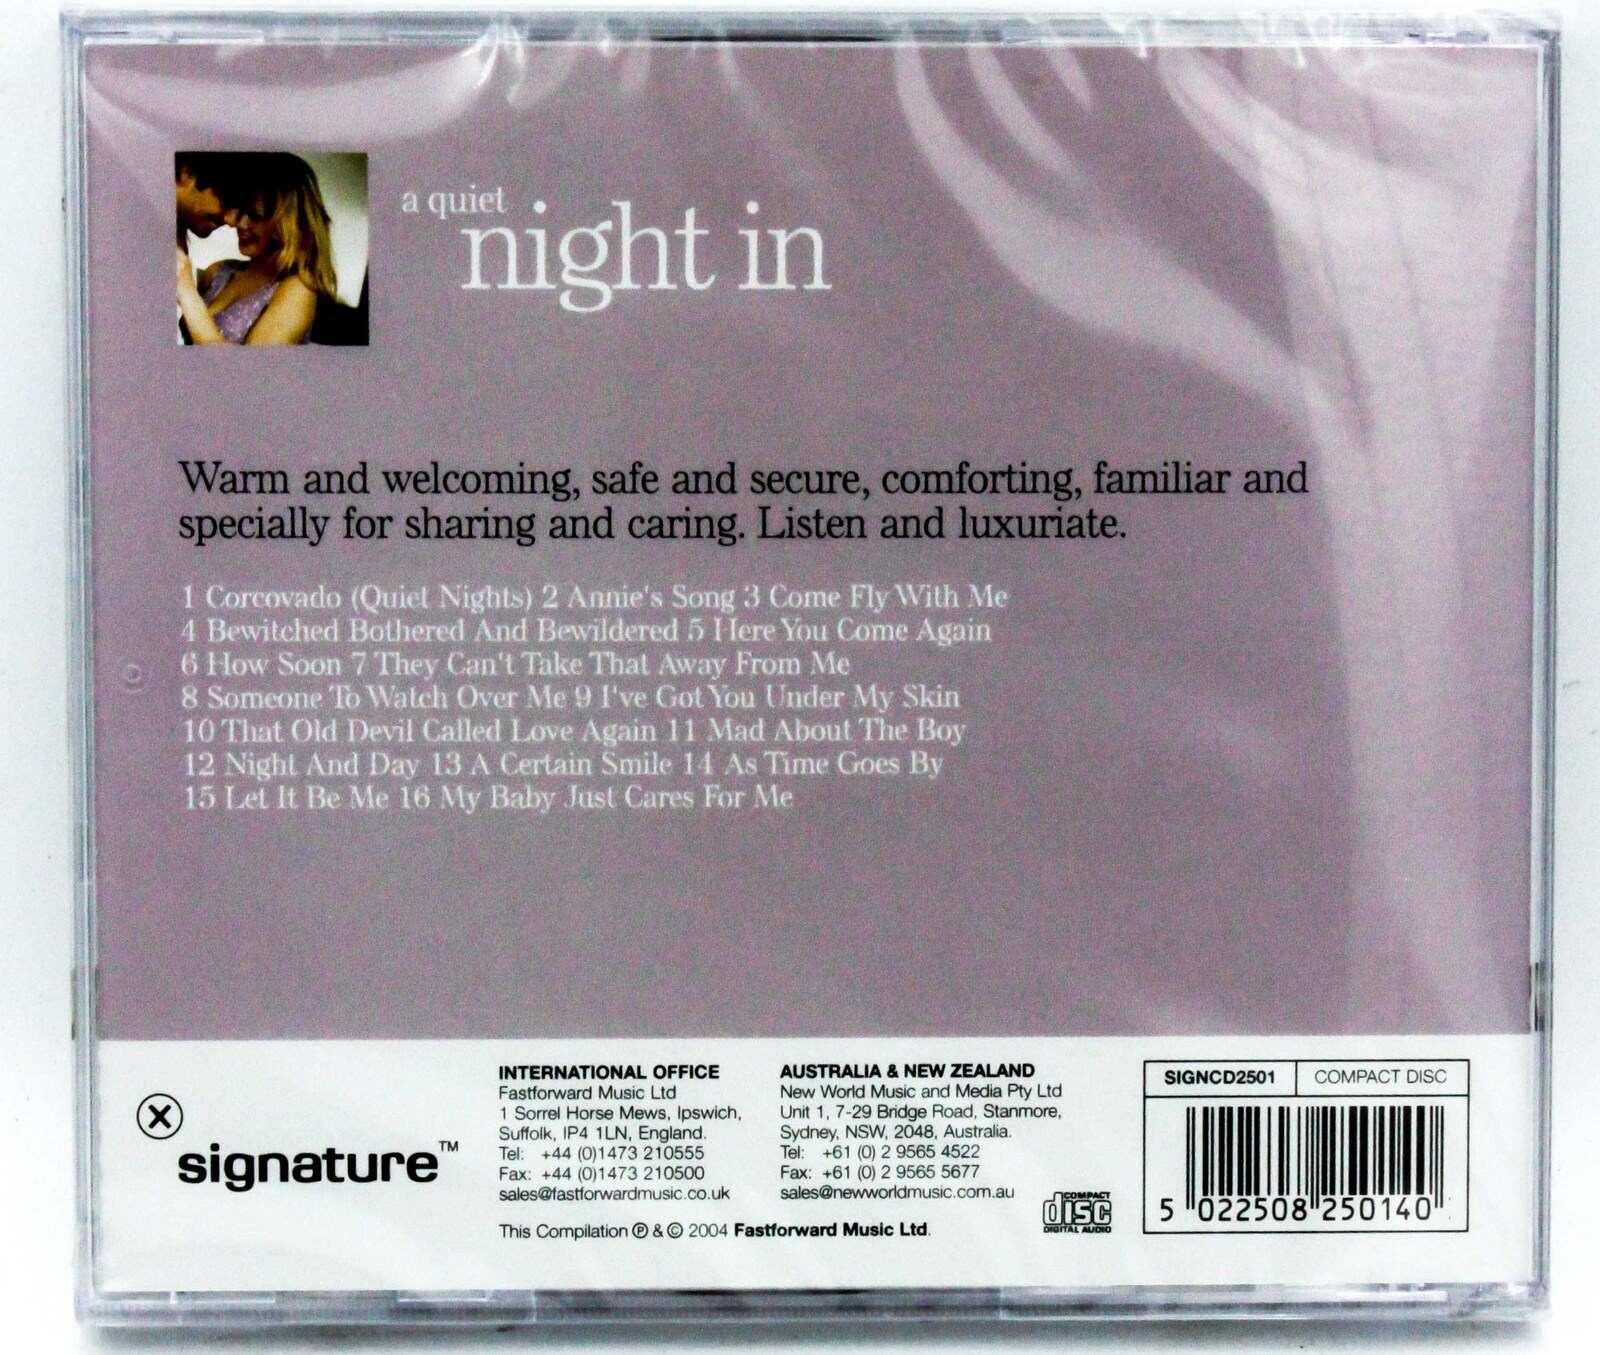 a quiet
night in
Warm and welcoming, safe and secure, comforting, familiar and
specially for sharing and caring. Listen and luxuriate.
1 Corcovado (Quiet Nights) 2 Annie's Song 3 Come Fly With Me
4 Bewitched Bothered And Bewildered 5 Here You Come Again
6 How Soon 7 They Can't Take That Away From Me
8 Someone To Watch Over Me 9 I've Got You Under My Skin
10 That Old Devil Called Love Again 11 Mad About The Boy
12 Night And Day 13 A Certain Smile 14 As Time Goes By
15 Let It Be Me 16 My Baby Just Cares For Me
signature™
INTERNATIONAL OFFICE
Fastforward Music Ltd
1 Sorrel Horse Mews, Ipswich,
Suffolk, IP4 1LN, England.
Tel: +44 (0)1473 210555
Fax: +44 (0)1473 210500
sales@fastforwardmusic.co.uk
This Compilation ℗ & © 2004 Fastforward Music Ltd.
AUSTRALIA & NEW ZEALAND
New World Music and Media Pty Ltd
Unit 1, 7-29 Bridge Road, Stanmore,
Sydney, NSW, 2048, Australia.
Tel: +61 (0) 2 9565 4522
Fax: +61 (0) 2 9565 5677
sales@newworldmusic.com.au
COMPACT
disc
DIGITAL AUDIO
SIGNCD2501 COMPACT DISC
5 022508 250140